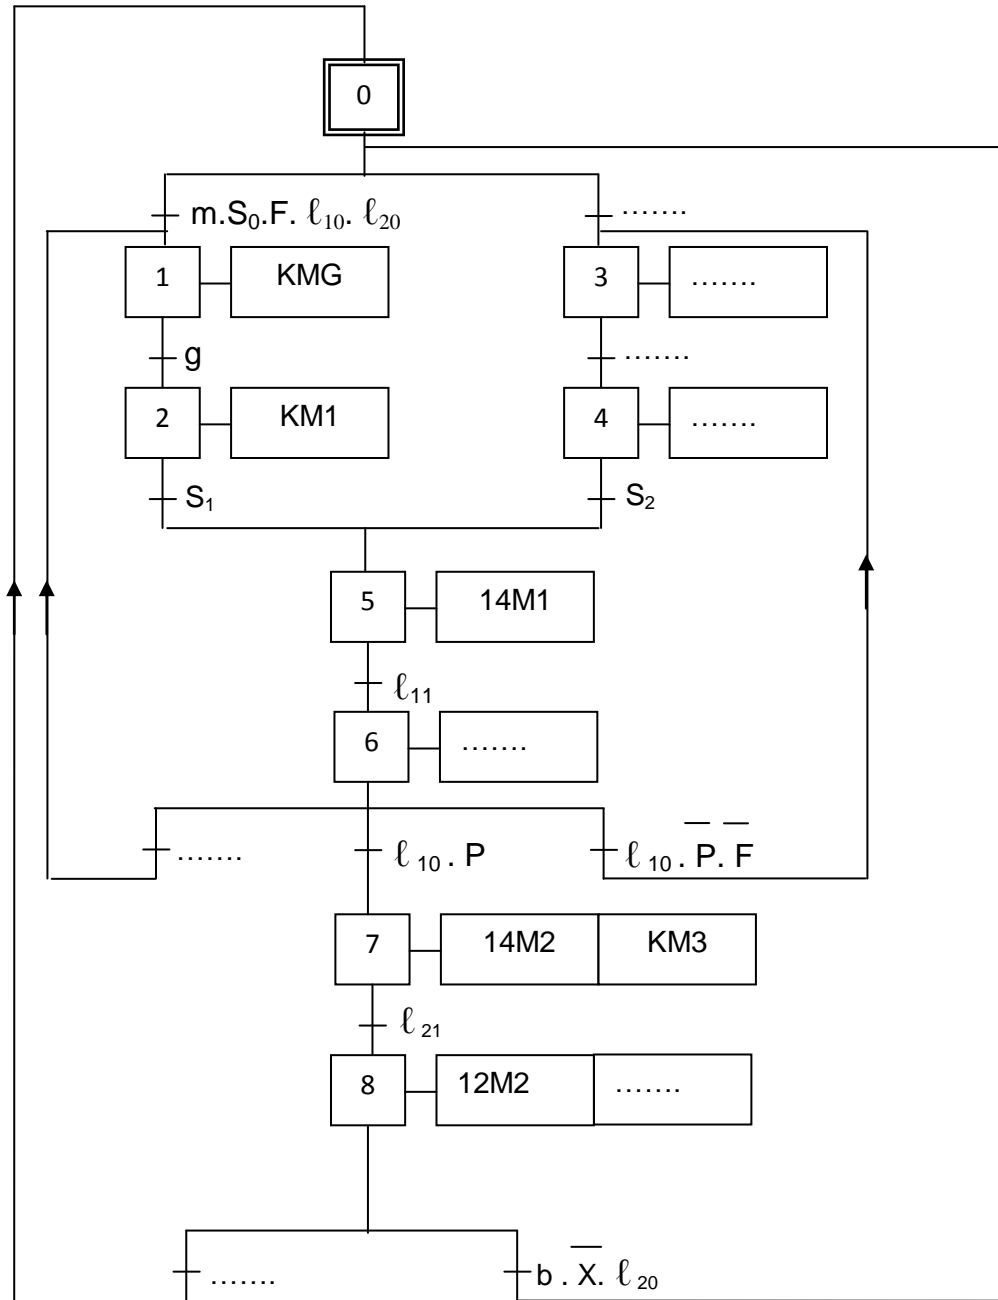 0
m.S₀.F. ℓ₁₀. ℓ₂₀ .......
1 KMG 3 .......
g .......
2 KM1 4 .......
S₁ S₂
5 14M1
ℓ₁₁
6 .......
....... ℓ₁₀ . P ℓ₁₀ . P̅. F̅
7 14M2 KM3
ℓ₂₁
8 12M2 .......
....... b . X̅. ℓ₂₀